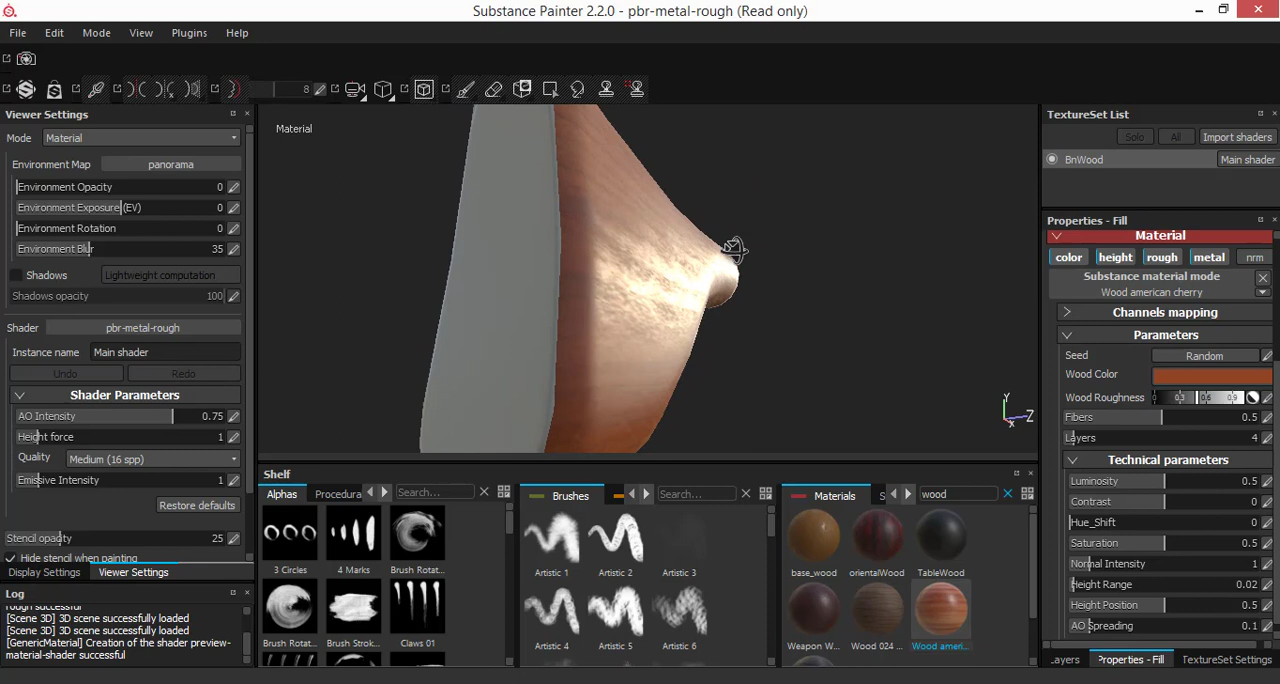 Substance Painter 2.2.0 - pbr-metal-rough (Read only)
File Edit Mode View Plugins Help
8
Viewer Settings
Mode Material
Environment Map panorama
Environment Opacity 0
Environment Exposure (EV) 0
Environment Rotation 0
Environment Blur 35
Shadows Lightweight computation
Shadows opacity 100
Shader pbr-metal-rough
Instance name Main shader
Undo Redo
Shader Parameters
AO Intensity 0.75
Height force 1
Quality Medium (16 spp)
Emissive Intensity 1
Restore defaults
Stencil opacity 25
Hide stencil when painting
Display Settings Viewer Settings
Log
rough successful
[Scene 3D] 3D scene successfully loaded
[Scene 3D] 3D scene successfully loaded
[GenericMaterial] Creation of the shader preview-
material-shader successful
Material
Y
Z
X
Shelf
Alphas Procedura Search...
3 Circles 4 Marks Brush Rotat...
Brush Rotat... Brush Strok... Claws 01
Brushes Search...
Artistic 1 Artistic 2 Artistic 3
Artistic 4 Artistic 5 Artistic 6
Materials S wood
base_wood orientalWood TableWood
Weapon W... Wood 024 ... Wood ameri...
TextureSet List
Solo All Import shaders
BnWood Main shader
Properties - Fill
Material
color height rough metal nrm
Substance material mode
Wood american cherry
Channels mapping
Parameters
Seed Random
Wood Color
Wood Roughness 0 0.3 0.6 0.9
Fibers 0.5
Layers 4
Technical parameters
Luminosity 0.5
Contrast 0
Hue_Shift 0
Saturation 0.5
Normal Intensity 1
Height Range 0.02
Height Position 0.5
AO Spreading 0.1
Layers Properties - Fill TextureSet Settings